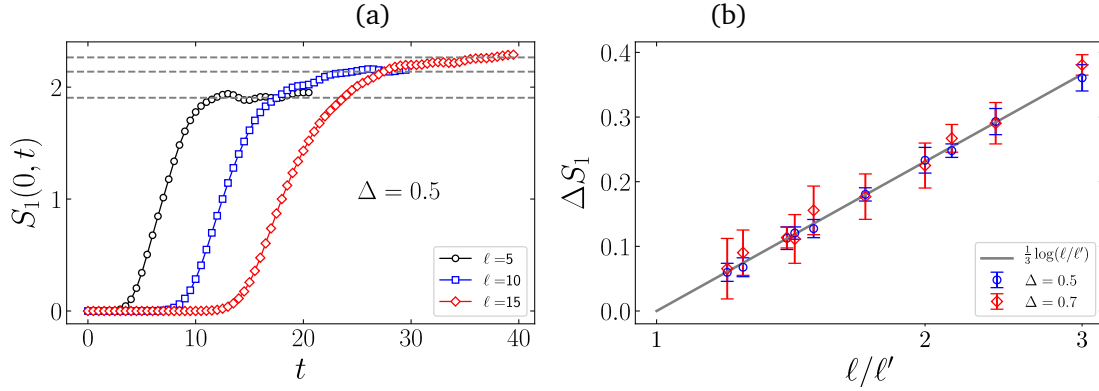 (a)
(b)
S₁(0, t)
2
1
0
0
10
20
30
40
t
Δ = 0.5
ℓ =5
ℓ =10
ℓ =15
ΔS₁
0.4
0.3
0.2
0.1
0.0
1
2
3
ℓ/ℓ′
1/3 log(ℓ/ℓ′)
Δ = 0.5
Δ = 0.7